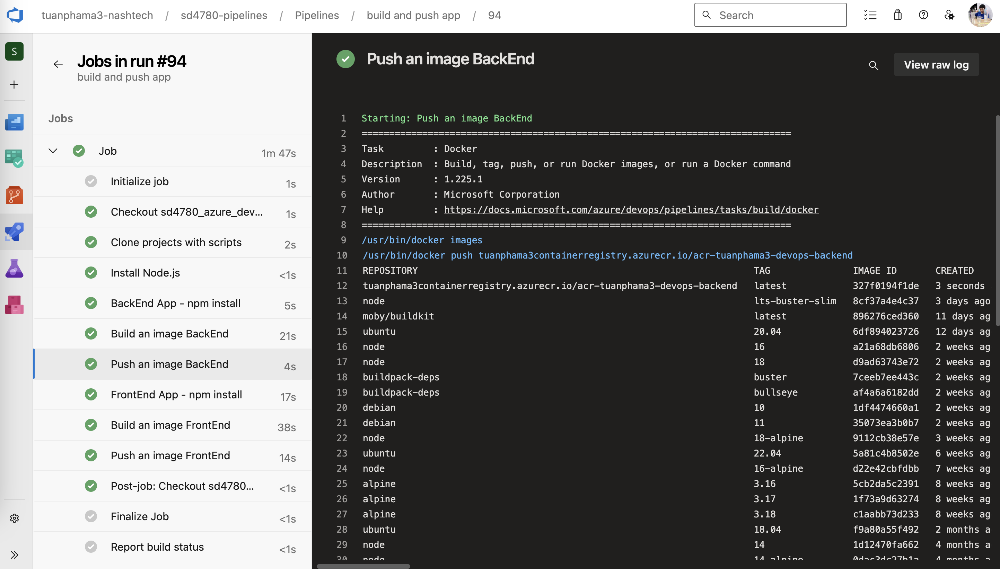 tuanphama3-nashtech / sd4780-pipelines / Pipelines / build and push app / 94
Search
S
Jobs in run #94
build and push app
Jobs
Job 1m 47s
Initialize job 1s
Checkout sd4780_azure_dev... 1s
Clone projects with scripts 2s
Install Node.js <1s
BackEnd App - npm install 5s
Build an image BackEnd 21s
Push an image BackEnd 4s
FrontEnd App - npm install 17s
Build an image FrontEnd 38s
Push an image FrontEnd 14s
Post-job: Checkout sd4780... <1s
Finalize Job <1s
Report build status <1s
Push an image BackEnd
View raw log
1 Starting: Push an image BackEnd
2 ==============================================================================
3 Task : Docker
4 Description : Build, tag, push, or run Docker images, or run a Docker command
5 Version : 1.225.1
6 Author : Microsoft Corporation
7 Help : https://docs.microsoft.com/azure/devops/pipelines/tasks/build/docker
8 ==============================================================================
9 /usr/bin/docker images
10 /usr/bin/docker push tuanphama3containerregistry.azurecr.io/acr-tuanphama3-devops-backend
11 REPOSITORY TAG IMAGE ID CREATED
12 tuanphama3containerregistry.azurecr.io/acr-tuanphama3-devops-backend latest 327f0194f1de 3 seconds
13 node lts-buster-slim 8cf37a4e4c37 3 days ago
14 moby/buildkit latest 896276ced360 11 days ag
15 ubuntu 20.04 6df894023726 12 days ag
16 node 16 a21a68db6806 2 weeks ag
17 node 18 d9ad63743e72 2 weeks ag
18 buildpack-deps buster 7ceeb7ee443c 2 weeks ag
19 buildpack-deps bullseye af4a6a6182dd 2 weeks ag
20 debian 10 1df4474660a1 2 weeks ag
21 debian 11 35073ea3b0b7 2 weeks ag
22 node 18-alpine 9112cb38e57e 3 weeks ag
23 ubuntu 22.04 5a81c4b8502e 6 weeks ag
24 node 16-alpine d22e42cbfdbb 7 weeks ag
25 alpine 3.16 5cb2da5c2391 8 weeks ag
26 alpine 3.17 1f73a9d63274 8 weeks ag
27 alpine 3.18 c1aabb73d233 8 weeks ag
28 ubuntu 18.04 f9a80a55f492 2 months a
29 node 14 1d12470fa662 4 months a
30 node 14-alpine 0dac3dc27b1a 4 months a